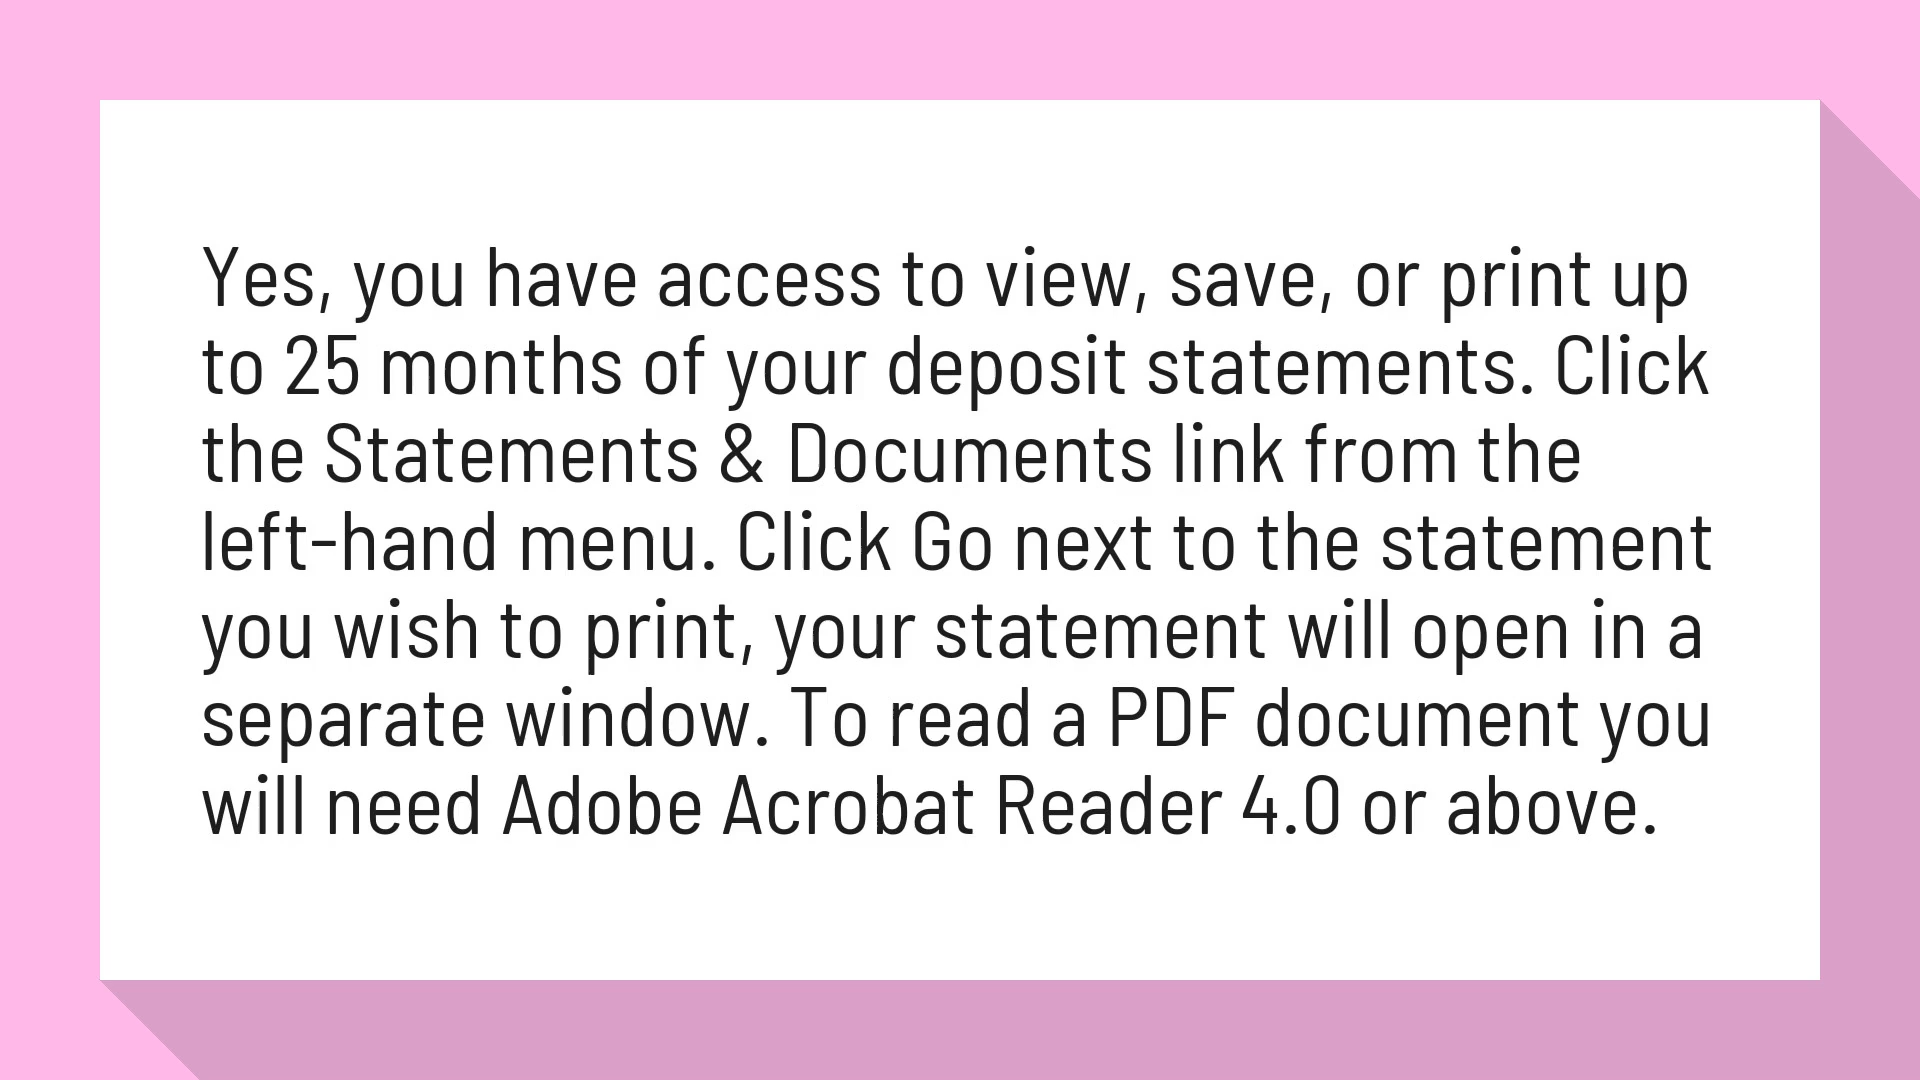 Yes, you have access to view, save, or print up
to 25 months of your deposit statements. Click
the Statements & Documents link from the
left-hand menu. Click Go next to the statement
you wish to print, your statement will open in a
separate window. To read a PDF document you
will need Adobe Acrobat Reader 4.0 or above.